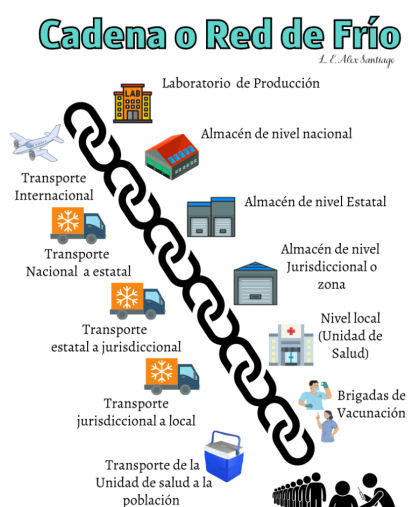 Cadena o Red de Frío
L. E. Alix Santiago
LAB
Laboratorio de Producción
Almacén de nivel nacional
Transporte
Internacional
Almacén de nivel Estatal
Transporte
Nacional a estatal
Almacén de nivel
Jurisdiccional o
zona
Transporte
estatal a jurisdiccional
Nivel local
(Unidad de
Salud)
Transporte
jurisdiccional a local
Brigadas de
Vacunación
Transporte de la
Unidad de salud a la
población